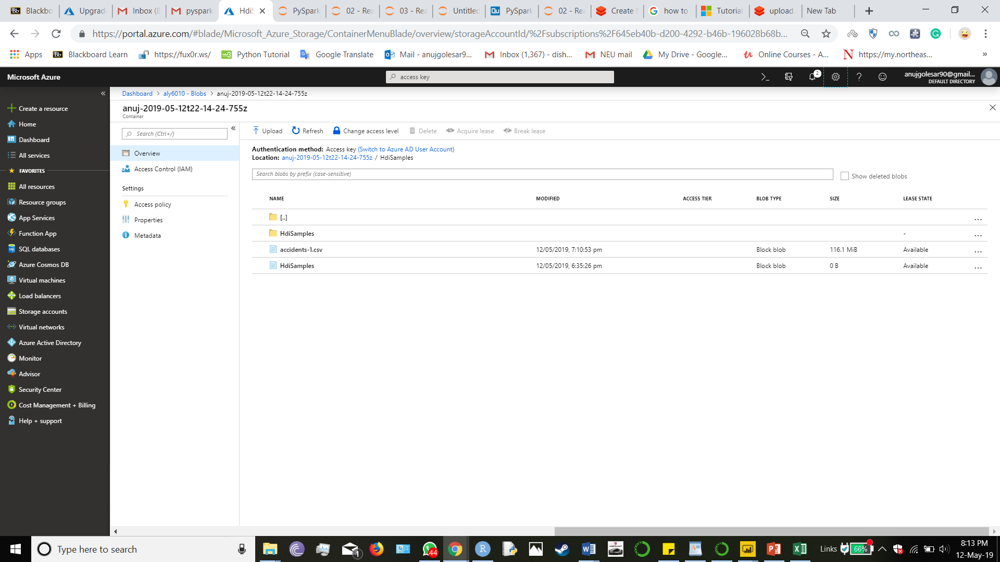 Blackbo Upgrade Inbox (8 pyspark HdiS PySpark 02 - Rea 03 - Rea Untitled PySpark 02 - Rea Create how to Tutorial upload New Tab
https://portal.azure.com/#blade/Microsoft_Azure_Storage/ContainerMenuBlade/overview/storageAccountId/%2Fsubscriptions%2F645eb40b-d200-4292-b46b-196028b68b...
Apps Blackboard Learn https://fux0r.ws/ Python Tutorial Google Translate Mail - anujgolesar9... Inbox (1,367) - dish... NEU mail My Drive - Google... Online Courses - A... https://my.northeas... »
Microsoft Azure access key 2 anujgolesar90@gmail...
DEFAULT DIRECTORY
Dashboard > aly6010 - Blobs > anuj-2019-05-12t22-14-24-755z
anuj-2019-05-12t22-14-24-755z
Container
Create a resource
Home
Dashboard
All services
FAVORITES
All resources
Resource groups
App Services
Function App
SQL databases
Azure Cosmos DB
Virtual machines
Load balancers
Storage accounts
Virtual networks
Azure Active Directory
Monitor
Advisor
Security Center
Cost Management + Billing
Help + support
Search (Ctrl+/)
Overview
Access Control (IAM)
Settings
Access policy
Properties
Metadata
Upload Refresh Change access level Delete Acquire lease Break lease
Authentication method: Access key (Switch to Azure AD User Account)
Location: anuj-2019-05-12t22-14-24-755z / HdiSamples
Search blobs by prefix (case-sensitive) Show deleted blobs
NAME MODIFIED ACCESS TIER BLOB TYPE SIZE LEASE STATE
[..] ...
HdiSamples - ...
accidents-1.csv 12/05/2019, 7:10:53 pm Block blob 116.1 MiB Available ...
HdiSamples 12/05/2019, 6:35:26 pm Block blob 0 B Available ...
Type here to search 1 44 Links 66% 8:13 PM
12-May-19